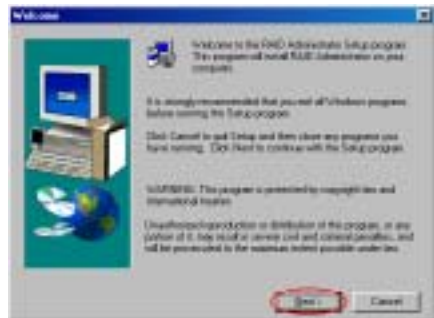 Welcome
Welcome to the RAID Administrator Setup program.
This program will install RAID Administrator on your
computer.
It is strongly recommended that you exit all Windows programs
before running this Setup program.
Click Cancel to quit Setup and then close any programs you
have running. Click Next to continue with the Setup program.
WARNING: This program is protected by copyright law and
international treaties.
Unauthorized reproduction or distribution of this program, or any
portion of it, may result in severe civil and criminal penalties, and
will be prosecuted to the maximum extent possible under law.
Next >
Cancel